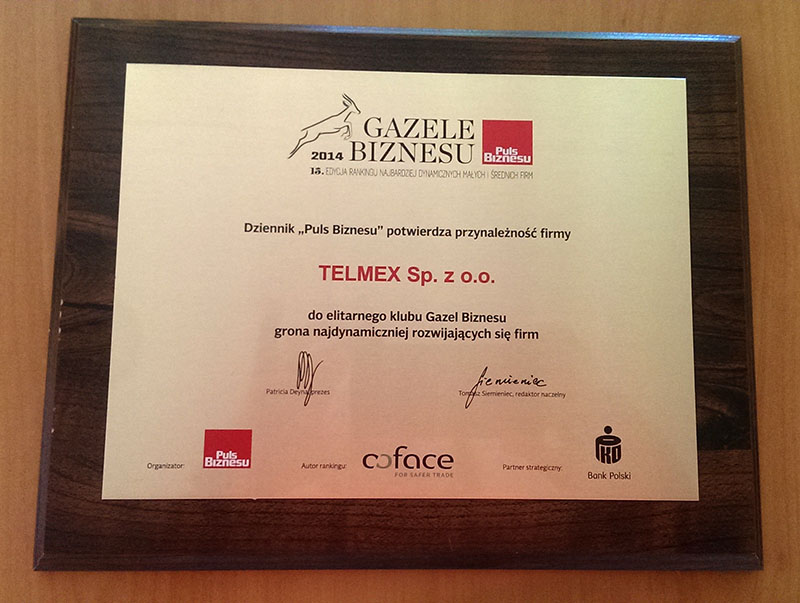 GAZELE
2014 BIZNESU
Puls
Biznesu
15. EDYCJA RANKINGU NAJBARDZIEJ DYNAMICZNYCH MAŁYCH I ŚREDNICH FIRM
Dziennik „Puls Biznesu” potwierdza przynależność firmy
TELMEX Sp. z o.o.
do elitarnego klubu Gazel Biznesu
grona najdynamiczniej rozwijających się firm
Siemieniec
Patricia Deyna, prezes
Tomasz Siemieniec, redaktor naczelny
Organizator:
Puls
Biznesu
Autor rankingu:
coface
FOR SAFER TRADE
Partner strategiczny:
PKO
Bank Polski